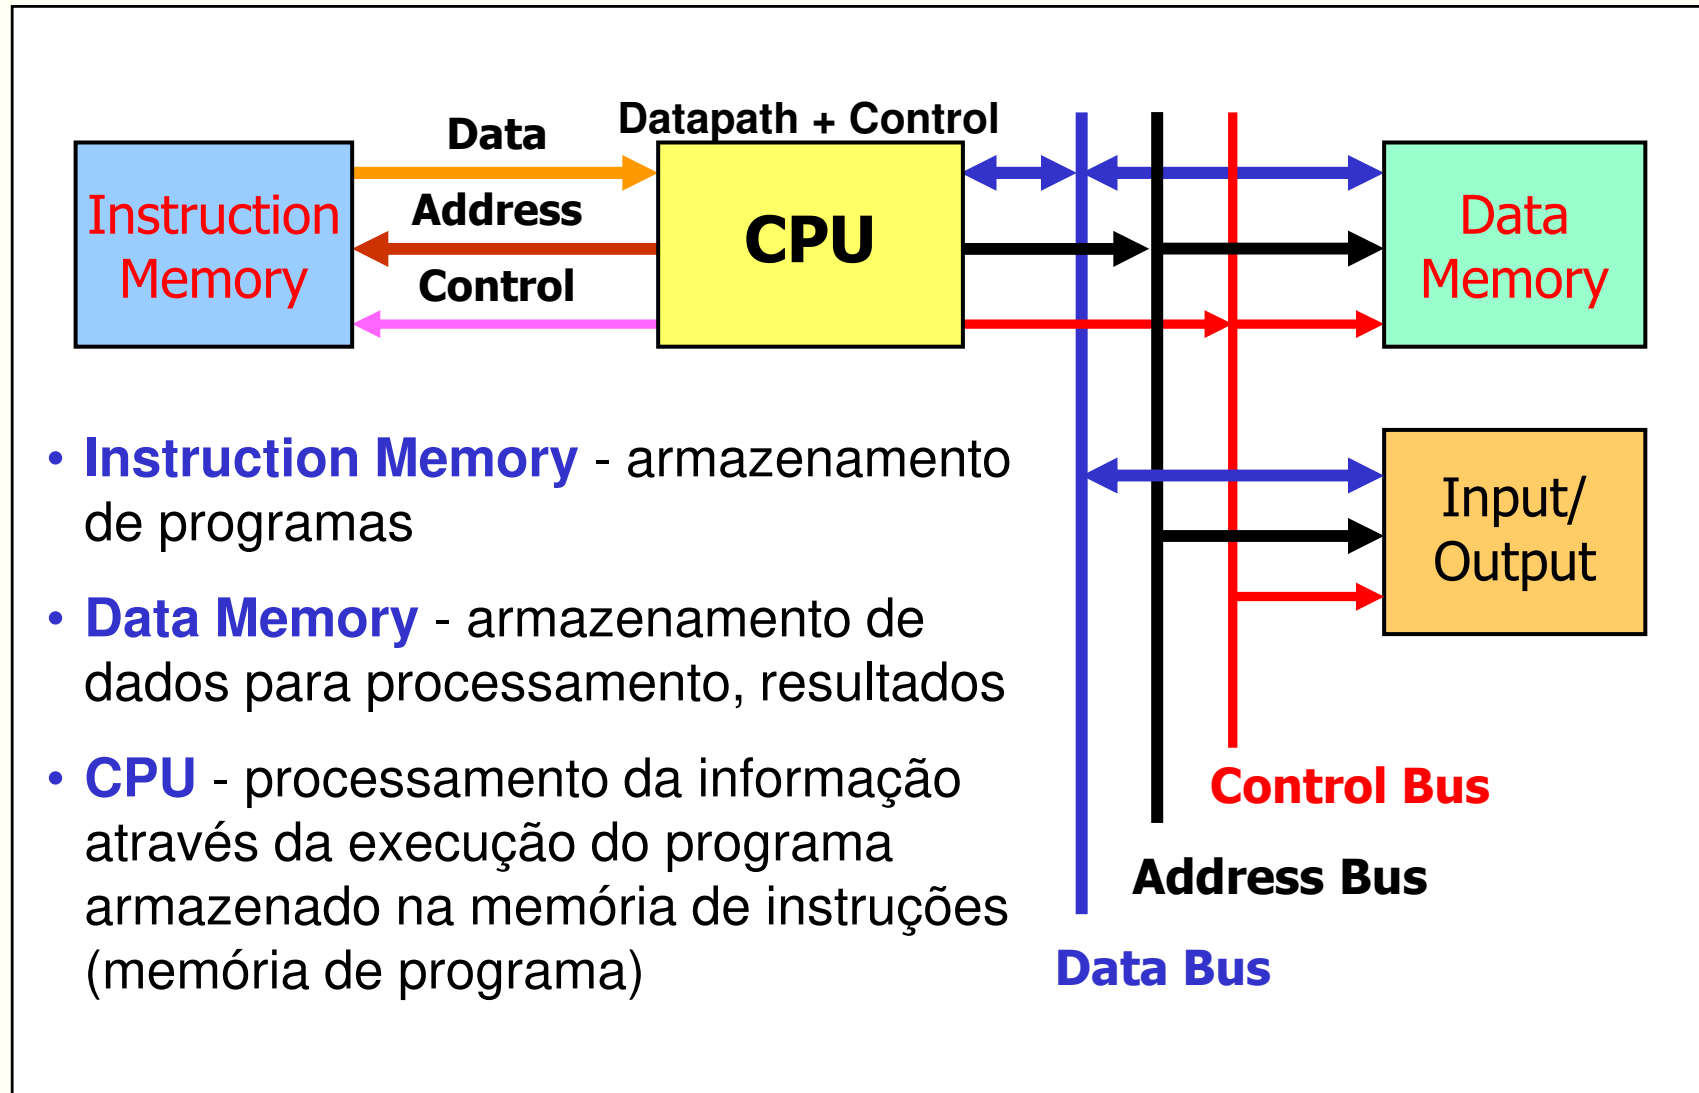 Datapath + Control
Data
Address
Control
Instruction
Memory
CPU
Data
Memory
Input/
Output
Control Bus
Address Bus
Data Bus
• Instruction Memory - armazenamento
de programas
• Data Memory - armazenamento de
dados para processamento, resultados
• CPU - processamento da informação
através da execução do programa
armazenado na memória de instruções
(memória de programa)